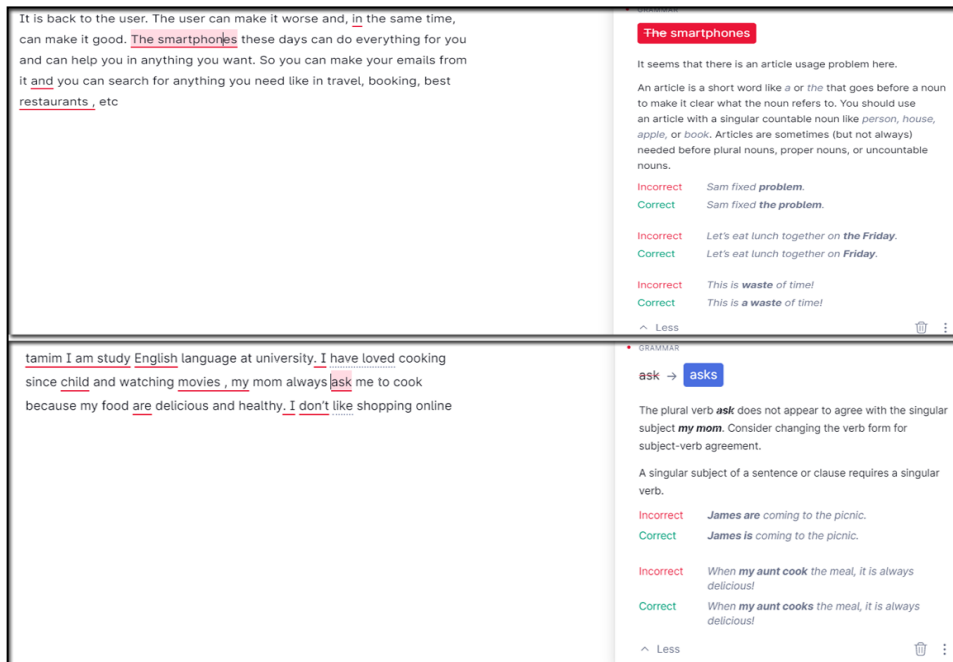 It is back to the user. The user can make it worse and, in the same time,
can make it good. The smartphones these days can do everything for you
and can help you in anything you want. So you can make your emails from
it and you can search for anything you need like in travel, booking, best
restaurants , etc
GRAMMAR
The smartphones
It seems that there is an article usage problem here.
An article is a short word like a or the that goes before a noun
to make it clear what the noun refers to. You should use
an article with a singular countable noun like person, house,
apple, or book. Articles are sometimes (but not always)
needed before plural nouns, proper nouns, or uncountable
nouns.
Incorrect Sam fixed problem.
Correct Sam fixed the problem.
Incorrect Let's eat lunch together on the Friday.
Correct Let's eat lunch together on Friday.
Incorrect This is waste of time!
Correct This is a waste of time!
Less
tamim I am study English language at university. I have loved cooking
since child and watching movies , my mom always ask me to cook
because my food are delicious and healthy. I don't like shopping online
GRAMMAR
ask → asks
The plural verb ask does not appear to agree with the singular
subject my mom. Consider changing the verb form for
subject-verb agreement.
A singular subject of a sentence or clause requires a singular
verb.
Incorrect James are coming to the picnic.
Correct James is coming to the picnic.
Incorrect When my aunt cook the meal, it is always
delicious!
Correct When my aunt cooks the meal, it is always
delicious!
Less